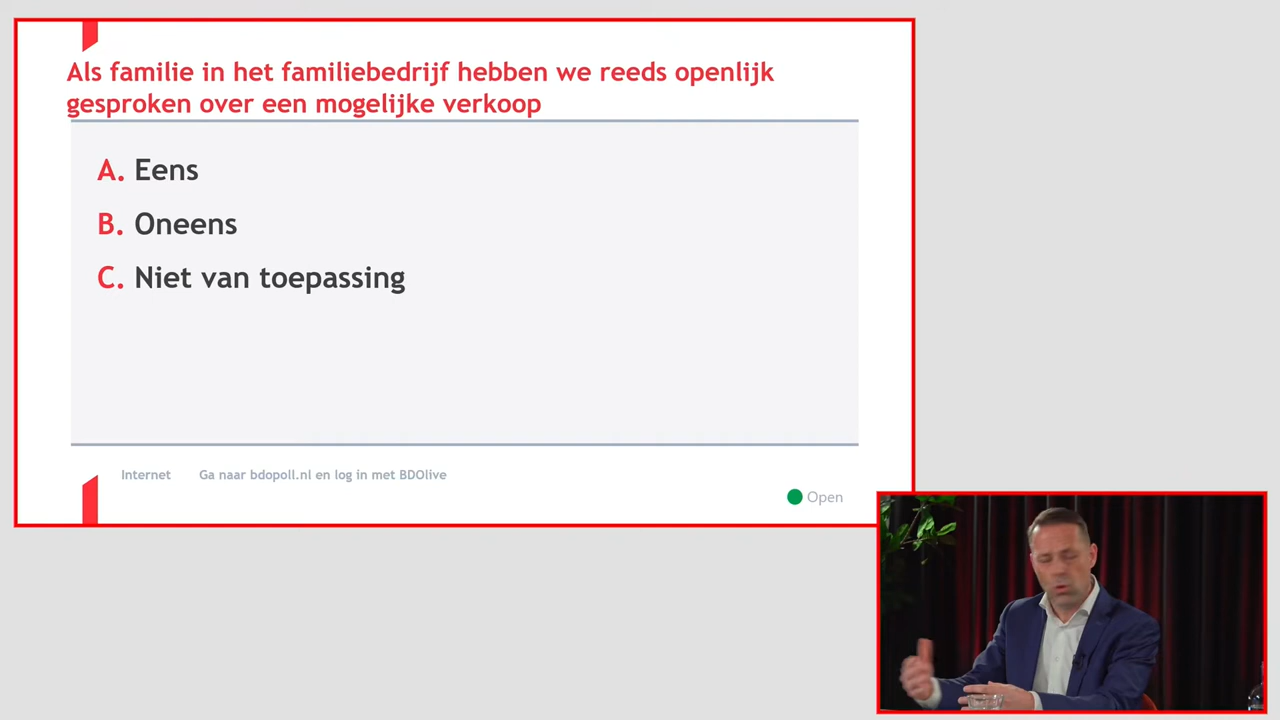 Als familie in het familiebedrijf hebben we reeds openlijk
gesproken over een mogelijke verkoop
A. Eens
B. Oneens
C. Niet van toepassing
Internet Ga naar bdopoll.nl en log in met BDOlive
Open